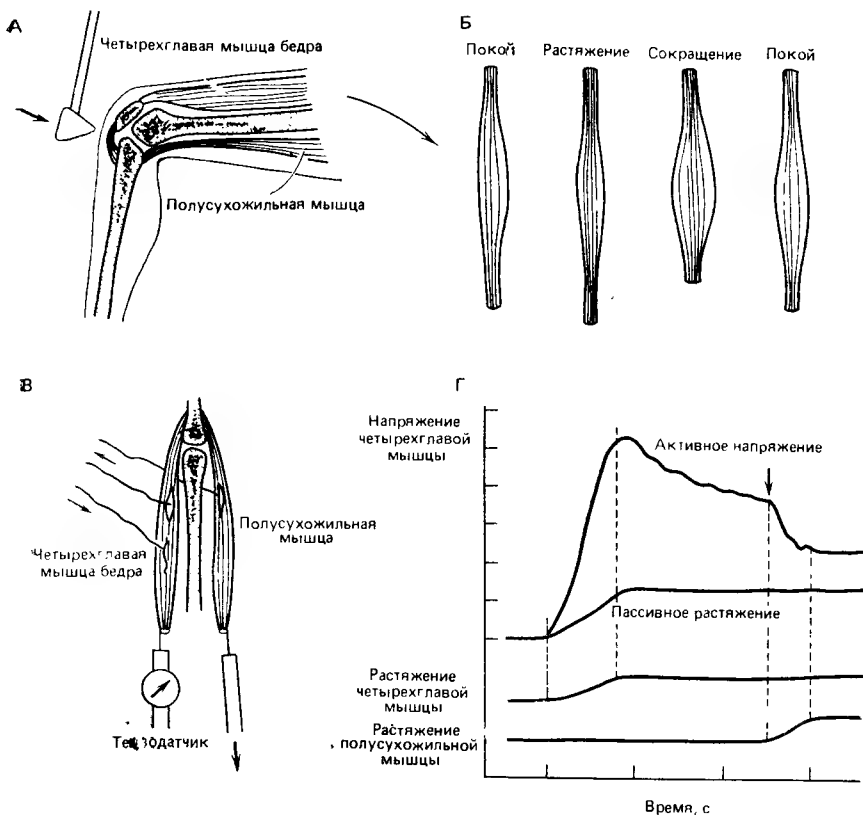 А
Четырехглавая мышца бедра
Полусухожильная мышца
Б
Покой Растяжение Сокращение Покой
В
Полусухожильная
мышца
Четырехглавая
мышца бедра
Тензодатчик
Г
Напряжение
четырехглавой
мышцы
Активное напряжение
Пассивное растяжение
Растяжение
четырехглавой
мышцы
Растяжение
полусухожильной
мышцы
Время, с